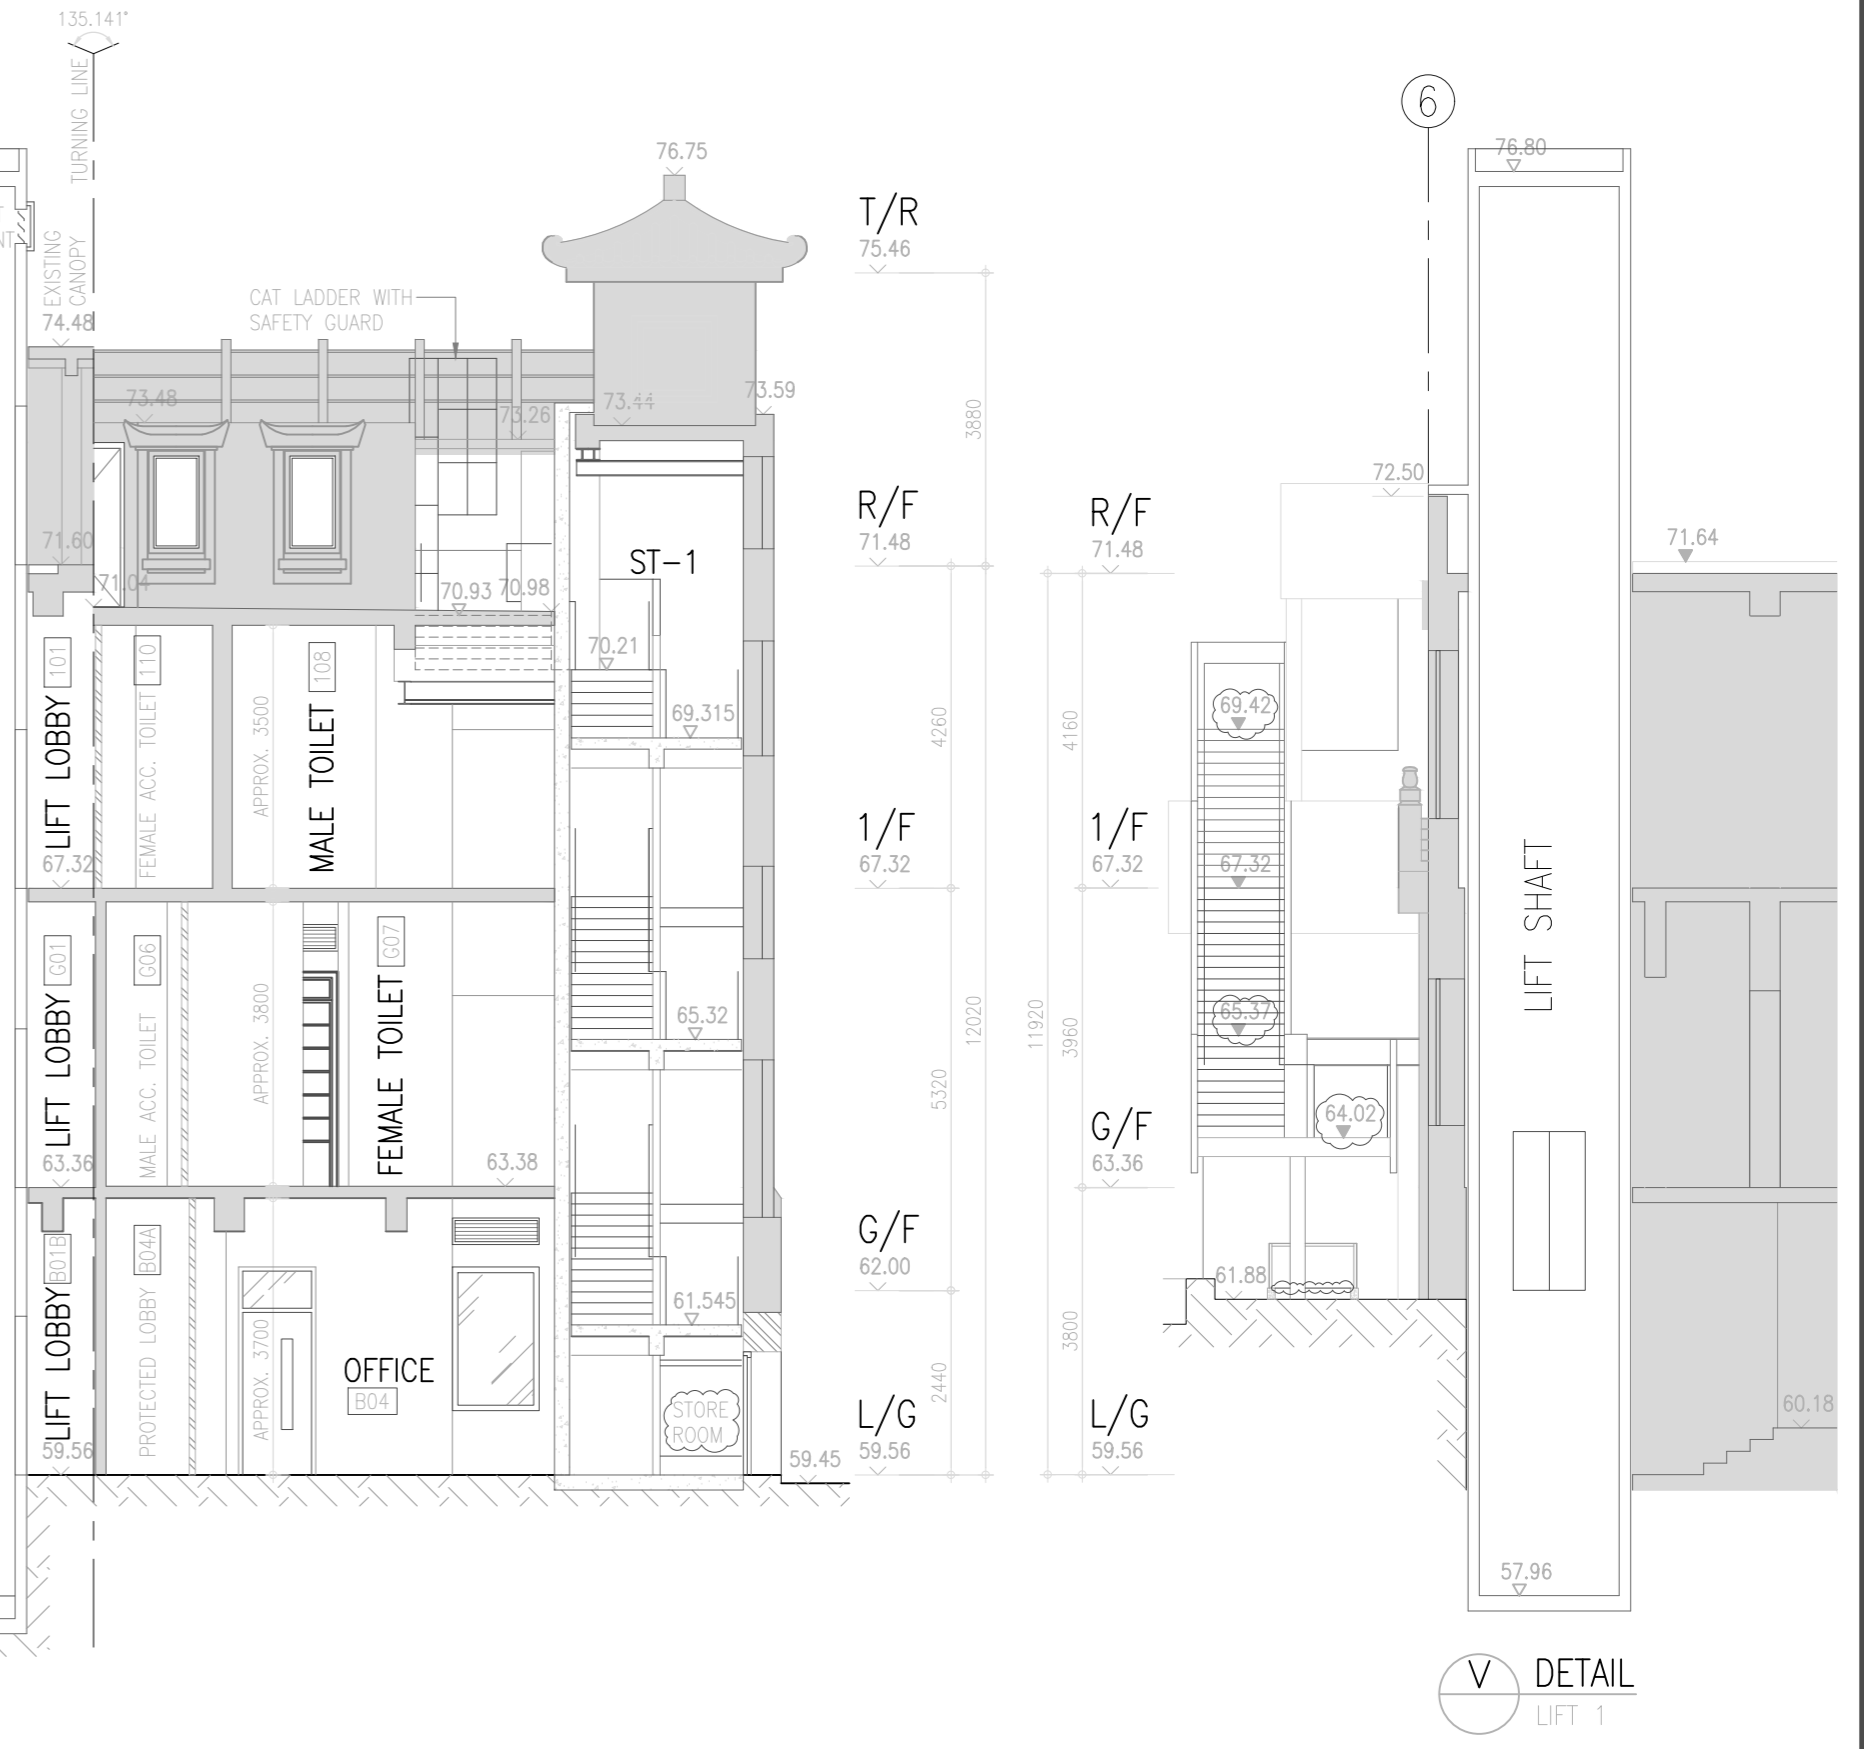 135.141°
TURNING LINE
EXISTING
CANOPY
74.48
NT
CAT LADDER WITH
SAFETY GUARD
76.75
73.48
73.26
73.44
73.59
71.60
71.04
70.93
70.98
ST-1
70.21
69.315
LIFT LOBBY
101
FEMALE ACC. TOILET
110
APPROX. 3500
MALE TOILET
108
67.32
LIFT LOBBY
G01
MALE ACC. TOILET
G06
APPROX. 3800
FEMALE TOILET
G07
65.32
63.36
63.38
LIFT LOBBY
B01B
PROTECTED LOBBY
B04A
APPROX. 3700
OFFICE
B04
61.545
STORE
ROOM
59.56
59.45
T/R
75.46
3880
R/F
71.48
4260
1/F
67.32
12020
5320
G/F
62.00
2440
L/G
59.56
R/F
71.48
4160
1/F
67.32
11920
3960
G/F
63.36
3800
L/G
59.56
6
76.80
72.50
71.64
69.42
67.32
65.37
64.02
61.88
LIFT SHAFT
60.18
57.96
V
DETAIL
LIFT 1